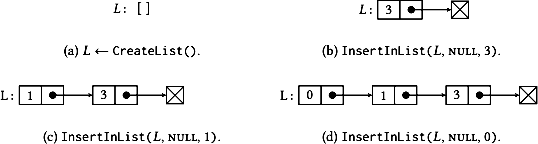 L: []
L: 3
(a) L ← CreateList().
(b) InsertInList(L, NULL, 3).
L: 1 3
L: 0 1 3
(c) InsertInList(L, NULL, 1).
(d) InsertInList(L, NULL, 0).